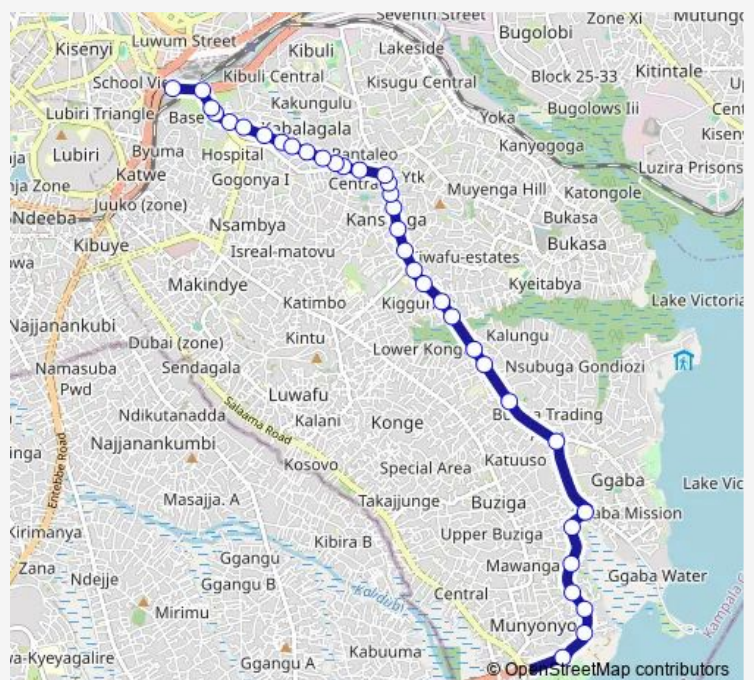 Seventh Street
Zone Xi
Mutungo
Luwum Street
Bugolobi
Kisenyi
Kibuli
Lakeside
Block 25-33
Kitintale
School Vi
Kibuli Central
Kisugu Central
Lubiri Triangle
Base
Kakungulu
Bugolows Iii
Kabalagala
Yoka
Kisen
Lubiri
Byuma
Hospital
Pantaleo
Kanyogoga
Katwe
Gogonya I
Centra
Ytk
Luzira Prisons
Muyenga Hill
Katongole
Juuko (zone)
Ndeeba
Nsambya
Kans
ga
Bukasa
Kibuye
Isreal-matovu
iwafu-estates
Bukasa
Makindye
Kyeitabya
Katimbo
Kiggun
Lake Victoria
Najjanankubi
Dubai (zone)
Kintu
Kalungu
Lower Kong
Namasuba
Sendagala
Nsubuga Gondiozi
Pwd
Luwafu
Ndikutanadda
Salaama Road
Kalani
Konge
Trading
Najjanankumbi
Kosovo
Special Area
Katuuso
Entebbe Road
Ggaba
Lake Vic
Masajja. A
Takajjunge
Buziga
aba Mission
Kirimanya
Kibira B
Upper Buziga
Zana
Ggangu
Mawanga
Ggaba Water
Ndejje
Ggangu B
Kaliddubi
Central
Mirimu
Munyonyo
Kampala
Kabuuma
wa-Kyeyagalire
Ggangu A
© OpenStreetMap contributors